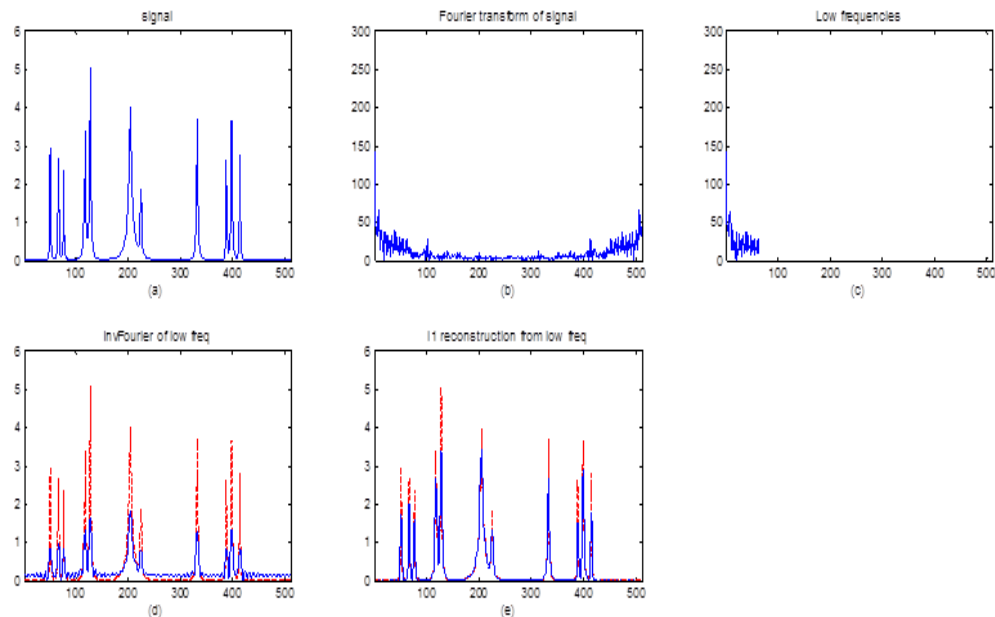 signal
6
5
4
3
2
1
0
100 200 300 400 500
(a)
Fourier transform of signal
300
250
200
150
100
50
0
100 200 300 400 500
(b)
Low frequencies
300
250
200
150
100
50
0
100 200 300 400 500
(c)
InvFourier of low freq
6
5
4
3
2
1
0
100 200 300 400 500
(d)
l1 reconstruction from low freq
6
5
4
3
2
1
0
100 200 300 400 500
(e)